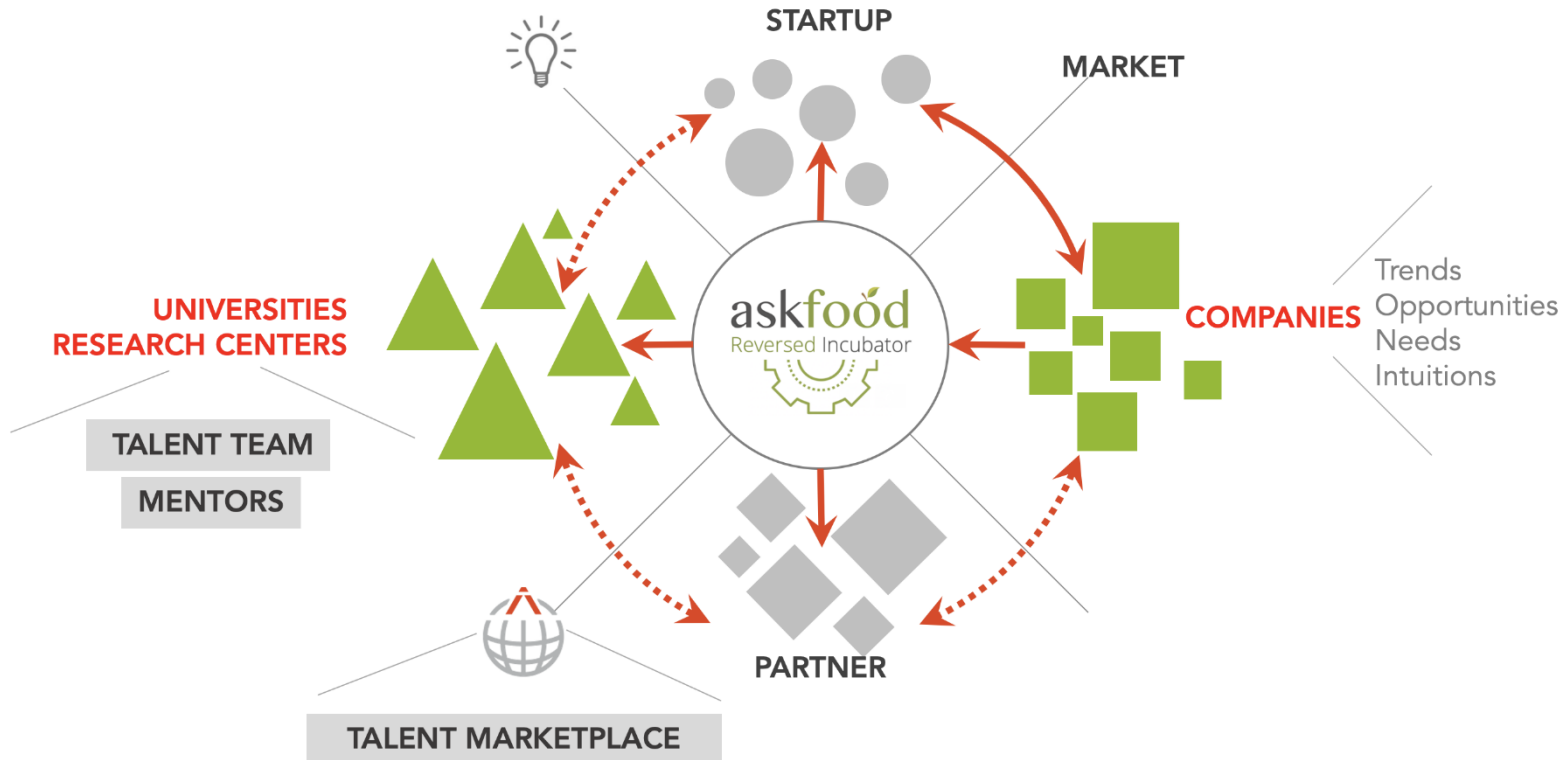 STARTUP
MARKET
UNIVERSITIES
RESEARCH CENTERS
askfood
Reversed Incubator
COMPANIES
Trends
Opportunities
Needs
Intuitions
TALENT TEAM
MENTORS
PARTNER
TALENT MARKETPLACE